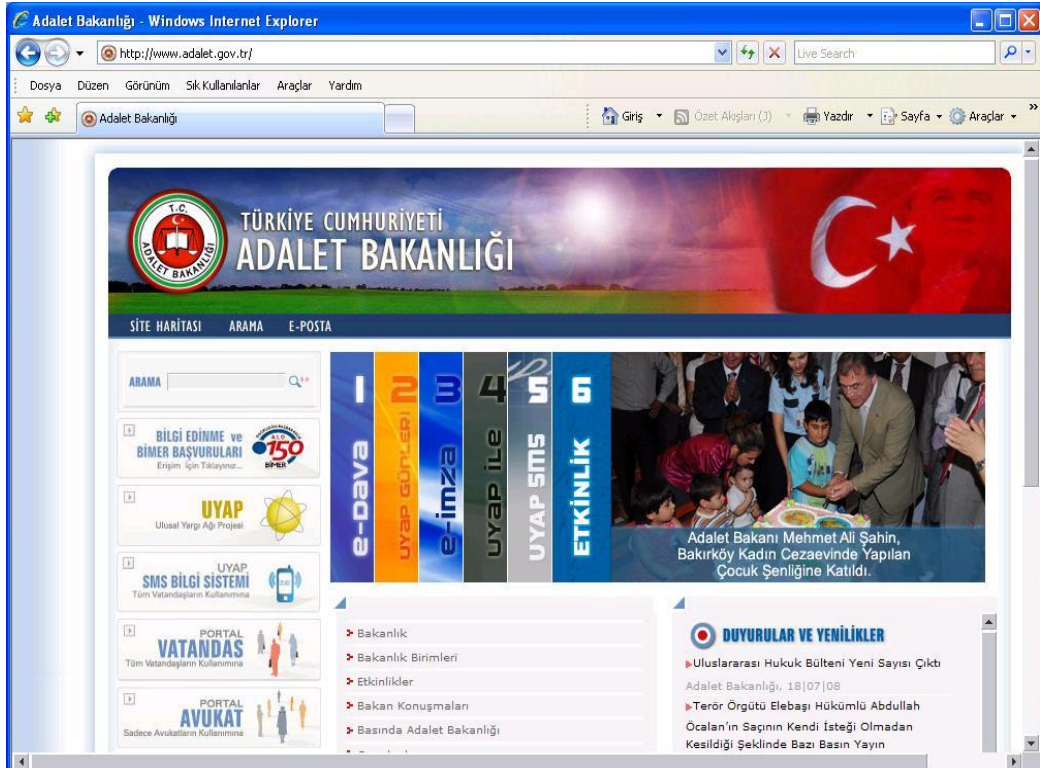 Adalet Bakanlığı - Windows Internet Explorer
http://www.adalet.gov.tr/
Live Search
Dosya Düzen Görünüm Sık Kullanılanlar Araçlar Yardım
Adalet Bakanlığı
Giriş
Özet Akışları (J)
Yazdır
Sayfa
Araçlar
T.C.
ADALET BAKANLIĞI
TÜRKİYE CUMHURİYETİ
ADALET BAKANLIĞI
SİTE HARİTASI ARAMA E-POSTA
ARAMA
BİLGİ EDİNME ve
BİMER BAŞVURULARI
Erişim İçin Tıklayınız...
ALO
150
BİMER
UYAP
Ulusal Yargı Ağı Projesi
UYAP
SMS BİLGİ SİSTEMİ
Tüm Vatandaşların Kullanımına
PORTAL
VATANDAS
Tüm Vatandaşların Kullanımına
PORTAL
AVUKAT
Sadece Avukatların Kullanımına
1 e-Dava
2 UYAP GÜNLERİ
3 e-imza
4 UYAP iLe
5 UYAP SMS
6 ETKİNLİK
Adalet Bakanı Mehmet Ali Şahin,
Bakırköy Kadın Cezaevinde Yapılan
Çocuk Şenliğine Katıldı.
Bakanlık
Bakanlık Birimleri
Etkinlikler
Bakan Konuşmaları
Basında Adalet Bakanlığı
DUYURULAR VE YENİLİKLER
Uluslararası Hukuk Bülteni Yeni Sayısı Çıktı
Adalet Bakanlığı, 18|07|08
Terör Örgütü Elebaşı Hükümlü Abdullah
Öcalan'ın Saçının Kendi İsteği Olmadan
Kesildiği Şeklinde Bazı Basın Yayın